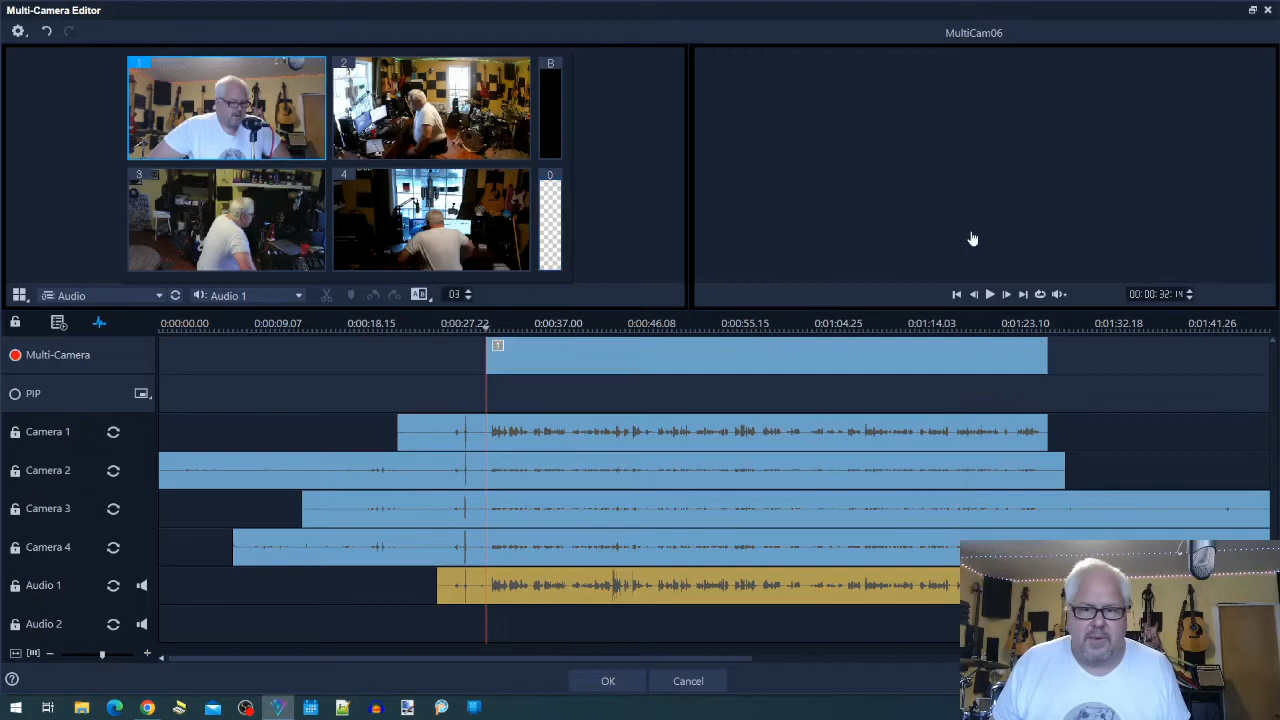 Multi-Camera Editor
MultiCam06
1
2
B
3
4
0
Audio
Audio 1
AB
03
00:00:32:14
0:00:00.00
0:00:09.07
0:00:18.15
0:00:27.22
0:00:37.00
0:00:46.08
0:00:55.15
0:01:04.25
0:01:14.03
0:01:23.10
0:01:32.18
0:01:41.26
Multi-Camera
1
PIP
Camera 1
Camera 2
Camera 3
Camera 4
Audio 1
Audio 2
OK
Cancel